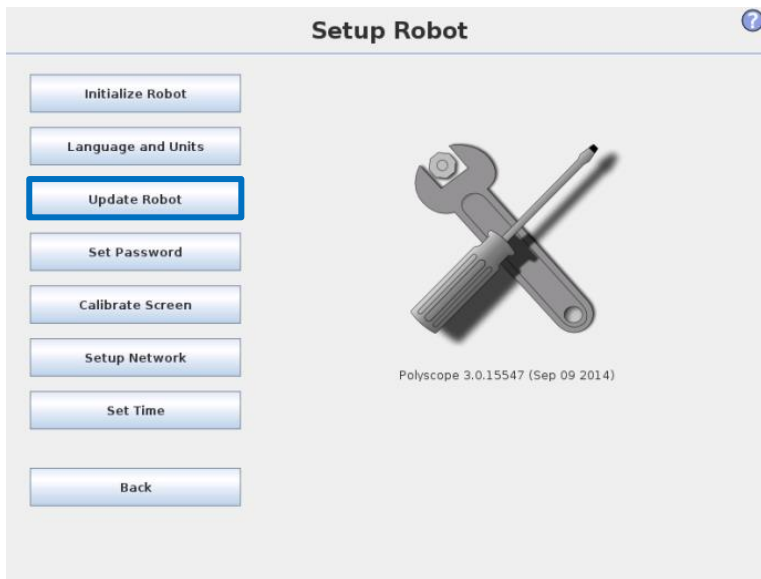 Setup Robot
?
Initialize Robot
Language and Units
Update Robot
Set Password
Calibrate Screen
Setup Network
Set Time
Back
Polyscope 3.0.15547 (Sep 09 2014)